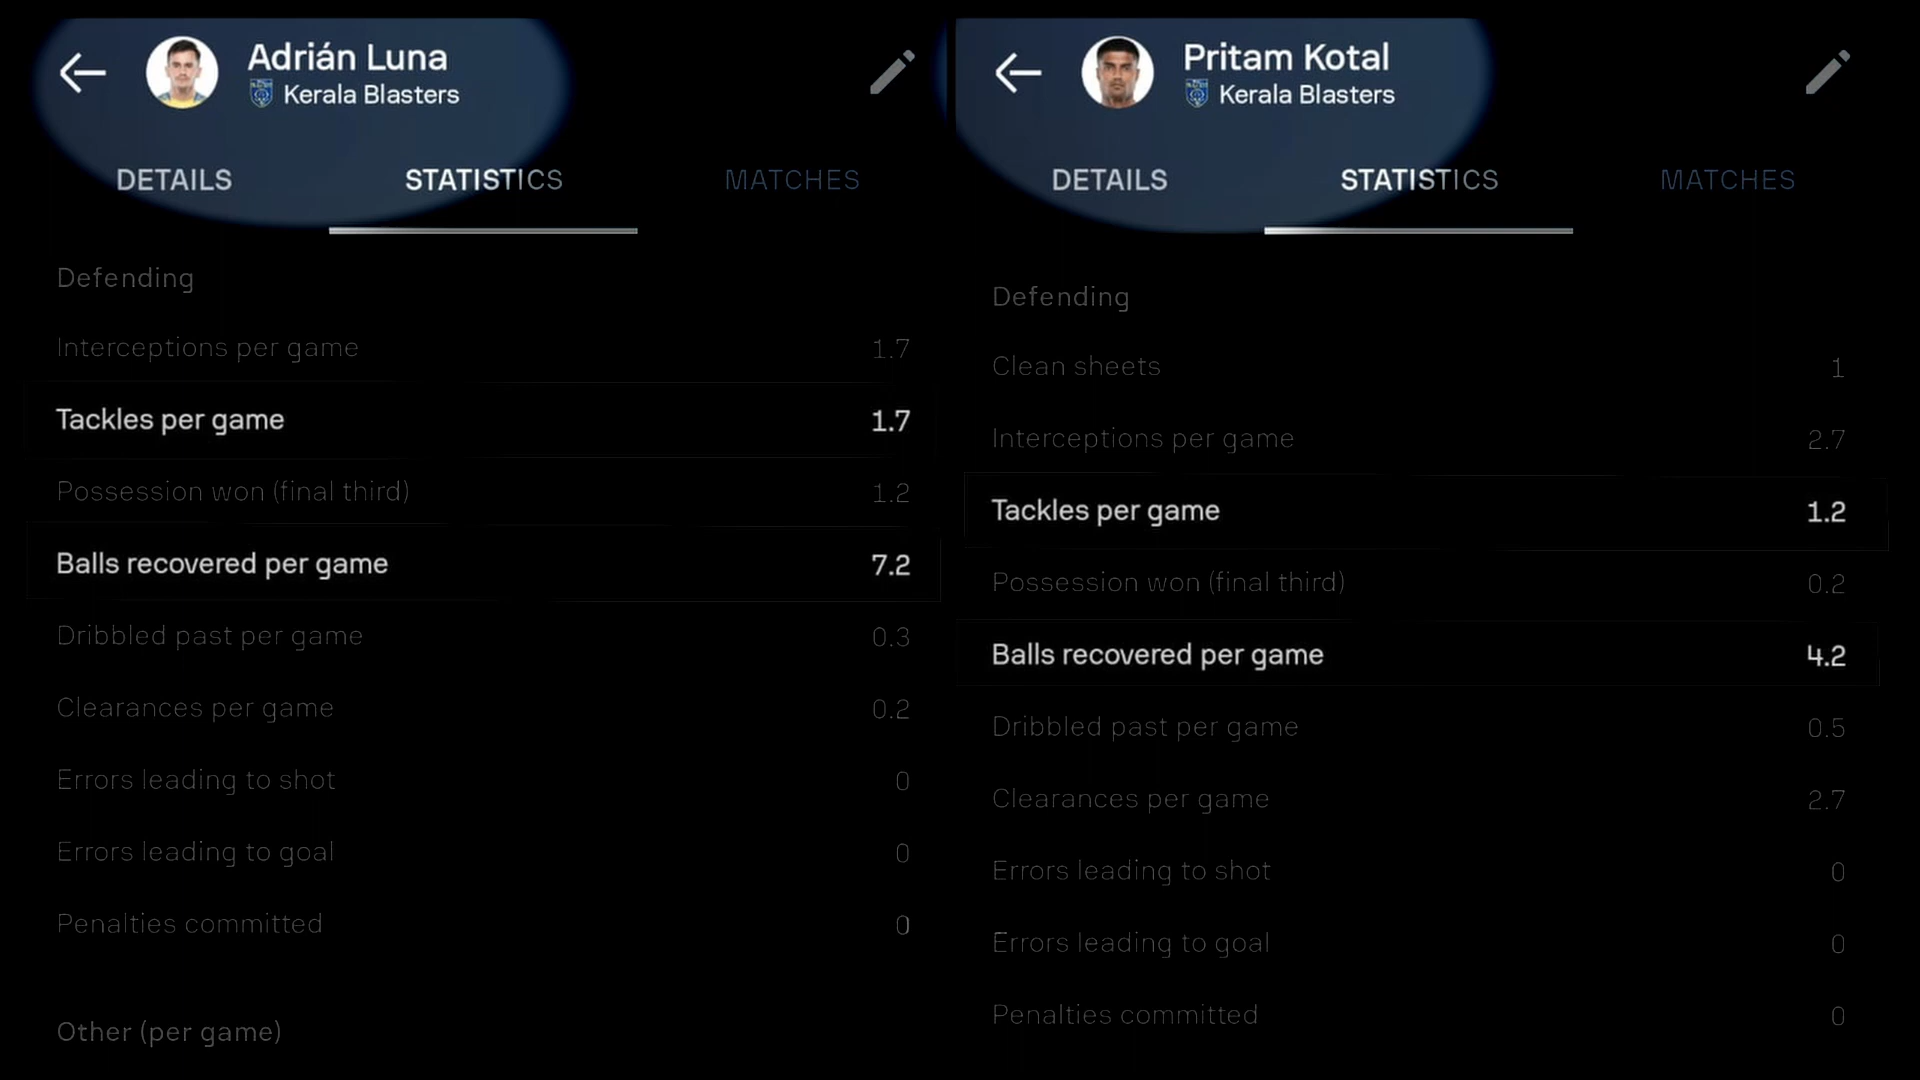 Adrián Luna
Kerala Blasters
DETAILS
STATISTICS
MATCHES
Defending
Interceptions per game 1.7
Tackles per game 1.7
Possession won (final third) 1.2
Balls recovered per game 7.2
Dribbled past per game 0.3
Clearances per game 0.2
Errors leading to shot 0
Errors leading to goal 0
Penalties committed 0
Other (per game)
Pritam Kotal
Kerala Blasters
DETAILS
STATISTICS
MATCHES
Defending
Clean sheets 1
Interceptions per game 2.7
Tackles per game 1.2
Possession won (final third) 0.2
Balls recovered per game 4.2
Dribbled past per game 0.5
Clearances per game 2.7
Errors leading to shot 0
Errors leading to goal 0
Penalties committed 0